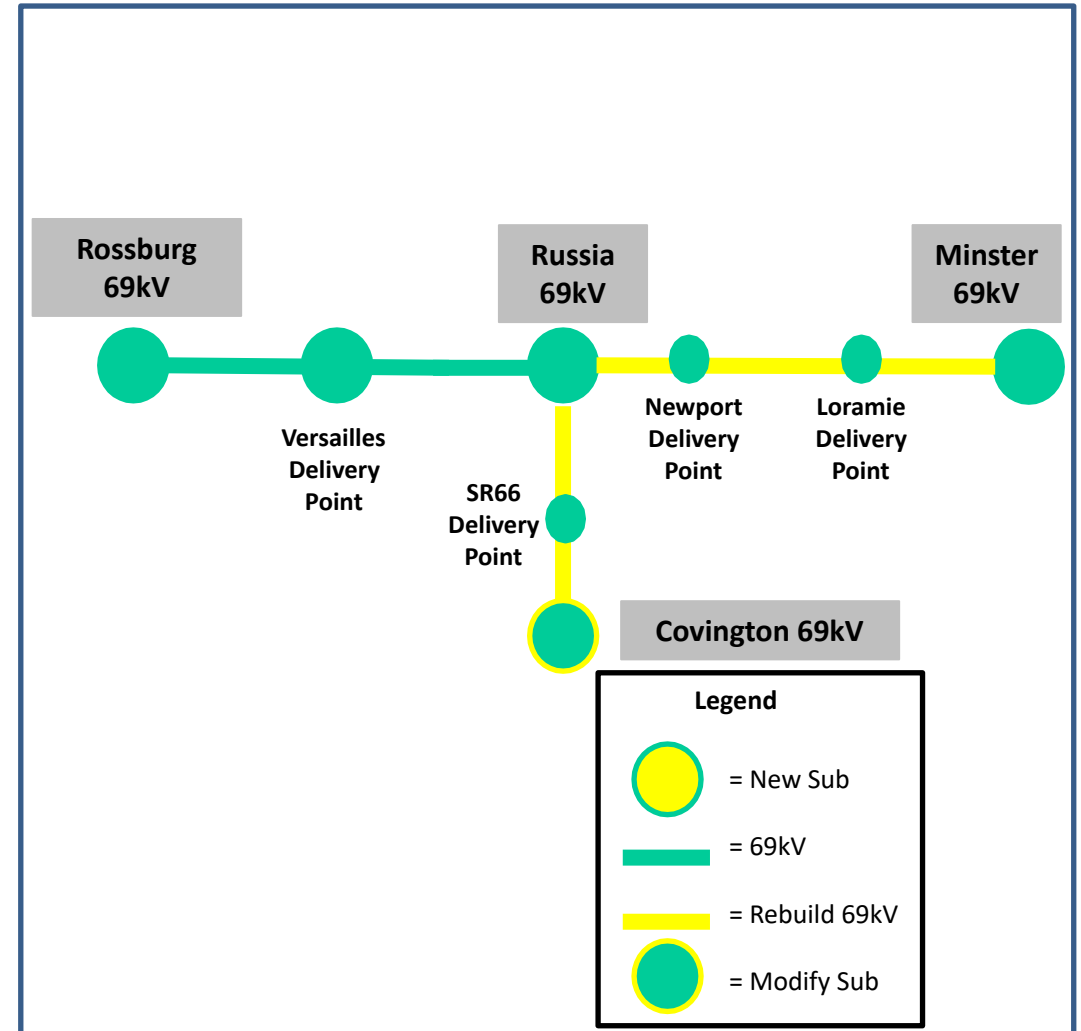 Rossburg
69kV
Russia
69kV
Minster
69kV
Versailles
Delivery
Point
Newport
Delivery
Point
Loramie
Delivery
Point
SR66
Delivery
Point
Covington 69kV
Legend
= New Sub
= 69kV
= Rebuild 69kV
= Modify Sub